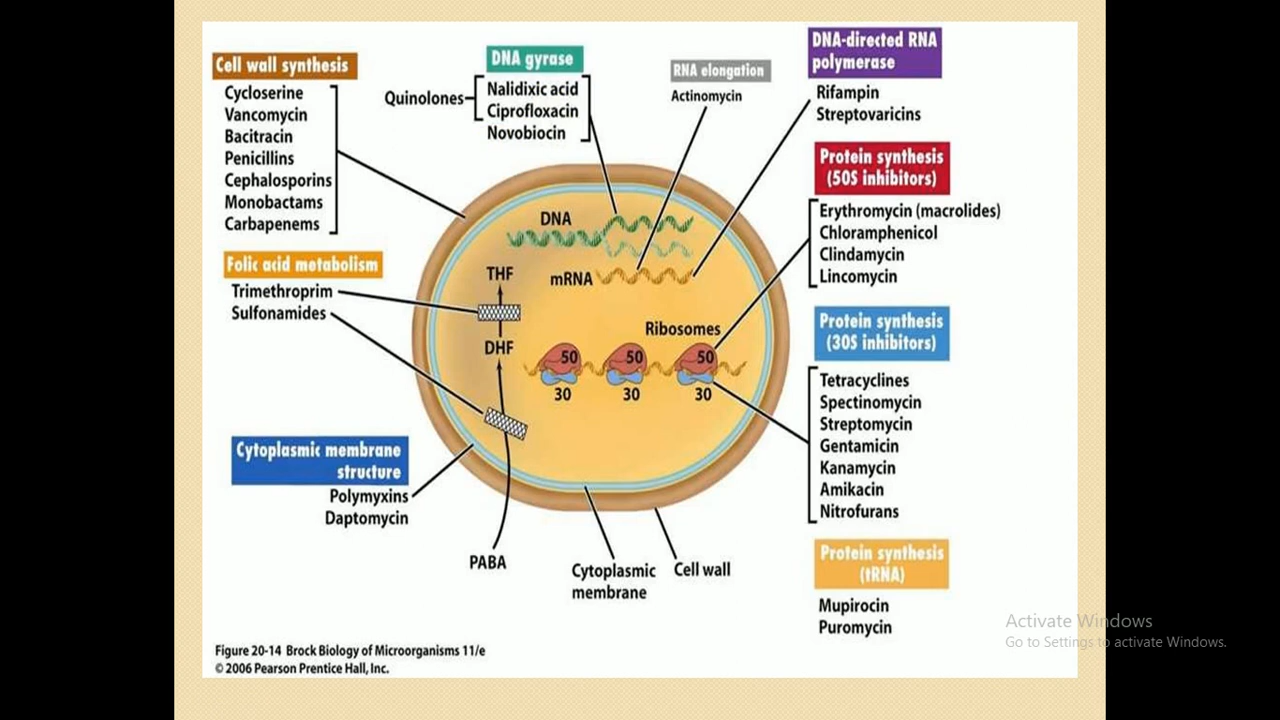 Cell wall synthesis
Cycloserine
Vancomycin
Bacitracin
Penicillins
Cephalosporins
Monobactams
Carbapenems
DNA gyrase
Quinolones
Nalidixic acid
Ciprofloxacin
Novobiocin
RNA elongation
Actinomycin
DNA-directed RNA
polymerase
Rifampin
Streptovaricins
Protein synthesis
(50S inhibitors)
Erythromycin (macrolides)
Chloramphenicol
Clindamycin
Lincomycin
Folic acid metabolism
Trimethroprim
Sulfonamides
DNA
THF
mRNA
Ribosomes
DHF
50
50
50
30
30
30
Protein synthesis
(30S inhibitors)
Tetracyclines
Spectinomycin
Streptomycin
Gentamicin
Kanamycin
Amikacin
Nitrofurans
Cytoplasmic membrane
structure
Polymyxins
Daptomycin
PABA
Cytoplasmic
membrane
Cell wall
Protein synthesis
(tRNA)
Mupirocin
Puromycin
Figure 20-14 Brock Biology of Microorganisms 11/e
© 2006 Pearson Prentice Hall, Inc.
Activate Windows
Go to Settings to activate Windows.